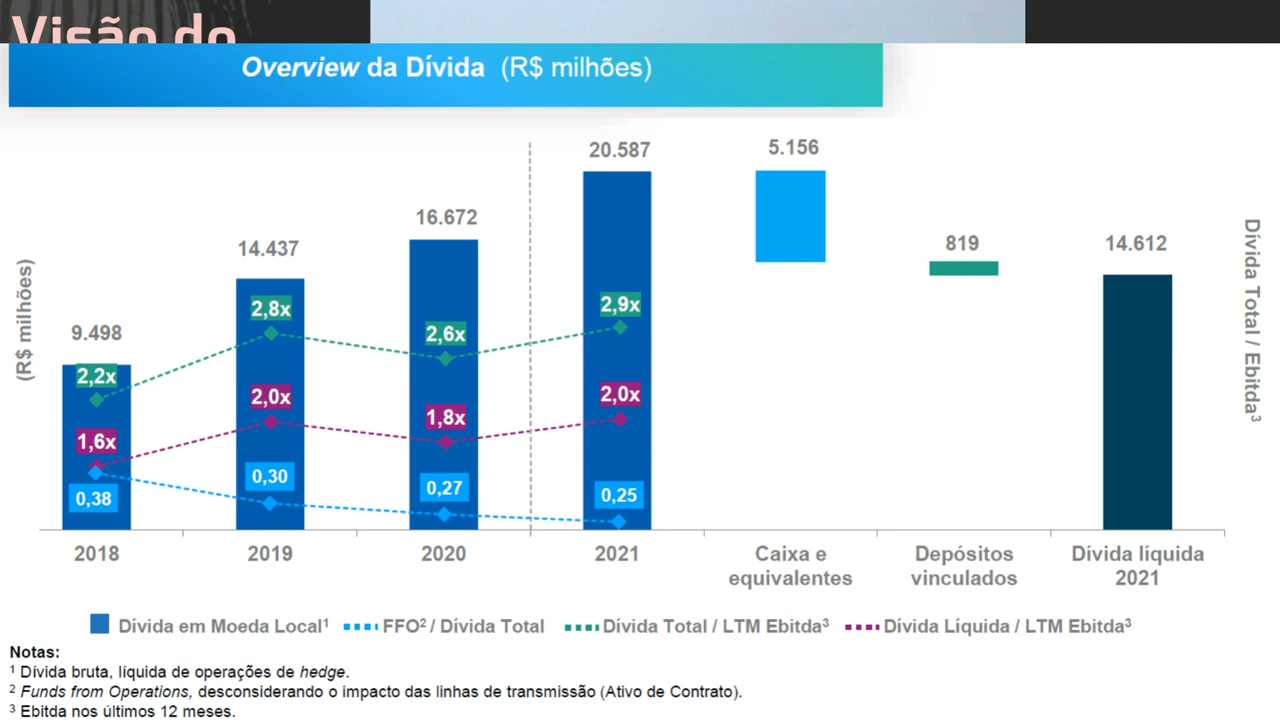 Visão do
Overview da Dívida (R$ milhões)
20.587
5.156
16.672
14.437
819
14.612
9.498
2,8x
2,9x
2,6x
2,2x
2,0x
2,0x
1,8x
1,6x
0,30
0,27
0,25
0,38
(R$ milhões)
Dívida Total / Ebitda³
2018
2019
2020
2021
Caixa e
equivalentes
Depósitos
vinculados
Dívida líquida
2021
Dívida em Moeda Local¹
FFO² / Dívida Total
Dívida Total / LTM Ebitda³
Dívida Líquida / LTM Ebitda³
Notas:
¹ Dívida bruta, líquida de operações de hedge.
² Funds from Operations, desconsiderando o impacto das linhas de transmissão (Ativo de Contrato).
³ Ebitda nos últimos 12 meses.